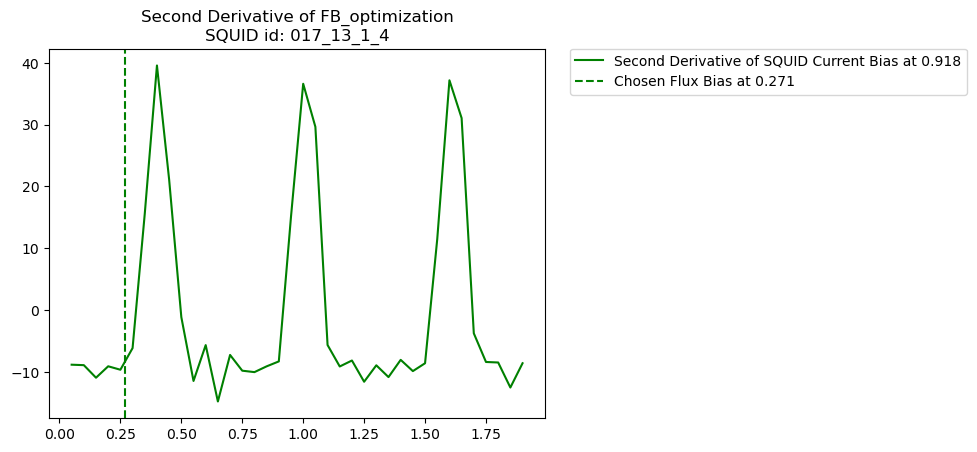 Second Derivative of FB_optimization
SQUID id: 017_13_1_4
Second Derivative of SQUID Current Bias at 0.918
Chosen Flux Bias at 0.271
40
30
20
10
0
−10
0.00 0.25 0.50 0.75 1.00 1.25 1.50 1.75